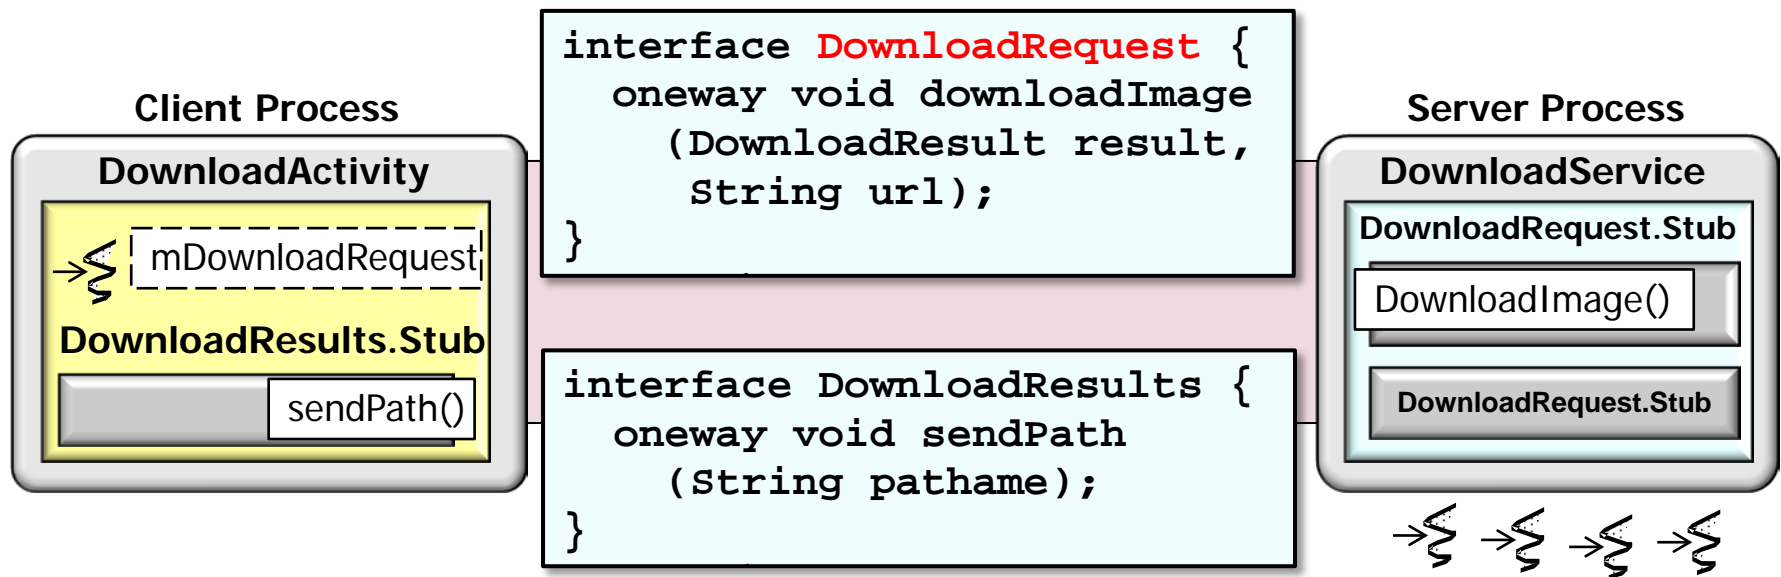 Client Process
DownloadActivity
mDownloadRequest
DownloadResults.Stub
sendPath()
interface DownloadRequest {
oneway void downloadImage
(DownloadResult result,
String url);
}
interface DownloadResults {
oneway void sendPath
(String pathame);
}
Server Process
DownloadService
DownloadRequest.Stub
DownloadImage()
DownloadRequest.Stub